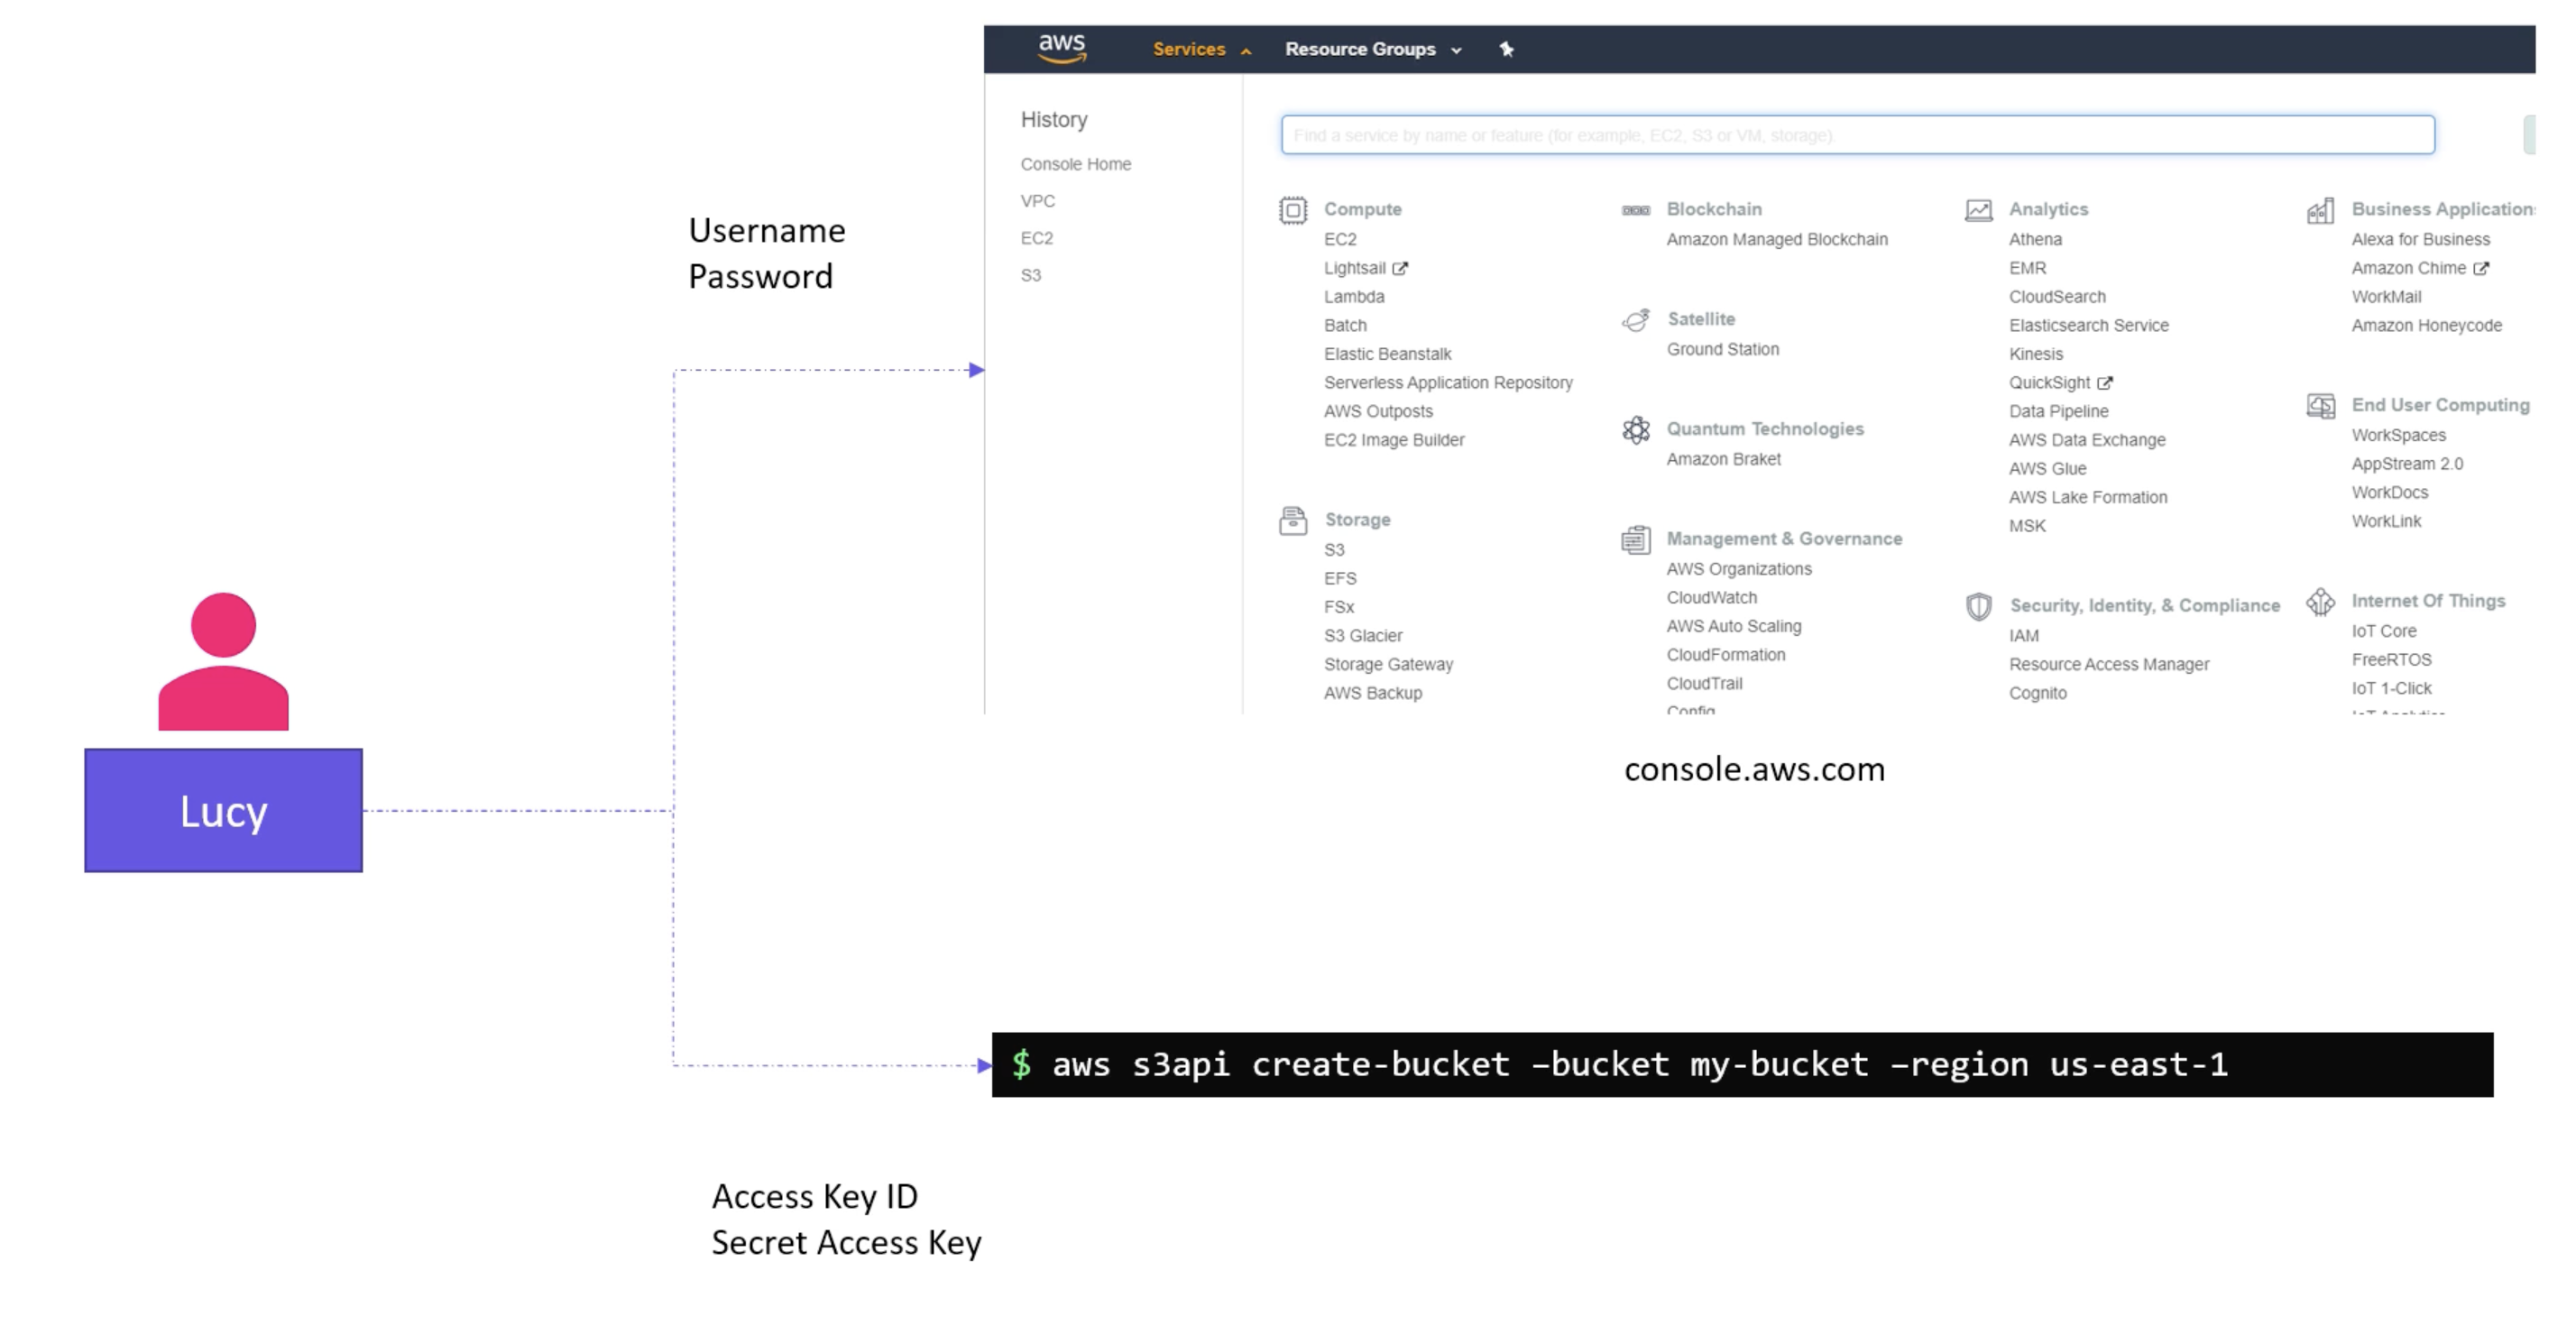 aws Services Resource Groups
History
Console Home
VPC
EC2
S3
Find a service by name or feature (for example, EC2, S3 or VM, storage).
Compute
EC2
Lightsail
Lambda
Batch
Elastic Beanstalk
Serverless Application Repository
AWS Outposts
EC2 Image Builder
Storage
S3
EFS
FSx
S3 Glacier
Storage Gateway
AWS Backup
Blockchain
Amazon Managed Blockchain
Satellite
Ground Station
Quantum Technologies
Amazon Braket
Management & Governance
AWS Organizations
CloudWatch
AWS Auto Scaling
CloudFormation
CloudTrail
Config
Analytics
Athena
EMR
CloudSearch
Elasticsearch Service
Kinesis
QuickSight
Data Pipeline
AWS Data Exchange
AWS Glue
AWS Lake Formation
MSK
Security, Identity, & Compliance
IAM
Resource Access Manager
Cognito
Business Application
Alexa for Business
Amazon Chime
WorkMail
Amazon Honeycode
End User Computing
WorkSpaces
AppStream 2.0
WorkDocs
WorkLink
Internet Of Things
IoT Core
FreeRTOS
IoT 1-Click
Username
Password
Lucy
console.aws.com
$ aws s3api create-bucket –bucket my-bucket –region us-east-1
Access Key ID
Secret Access Key